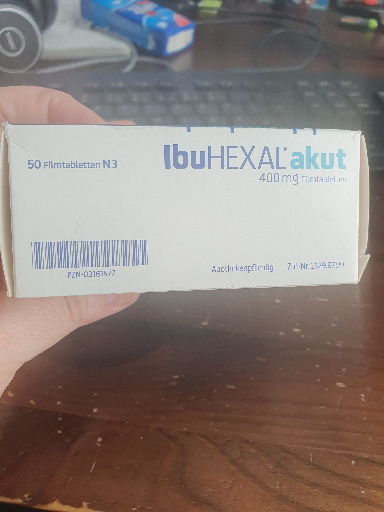 50 Filmtabletten N3
IbuHEXAL® akut
400 mg Filmtabletten
Apothekenpflichtig